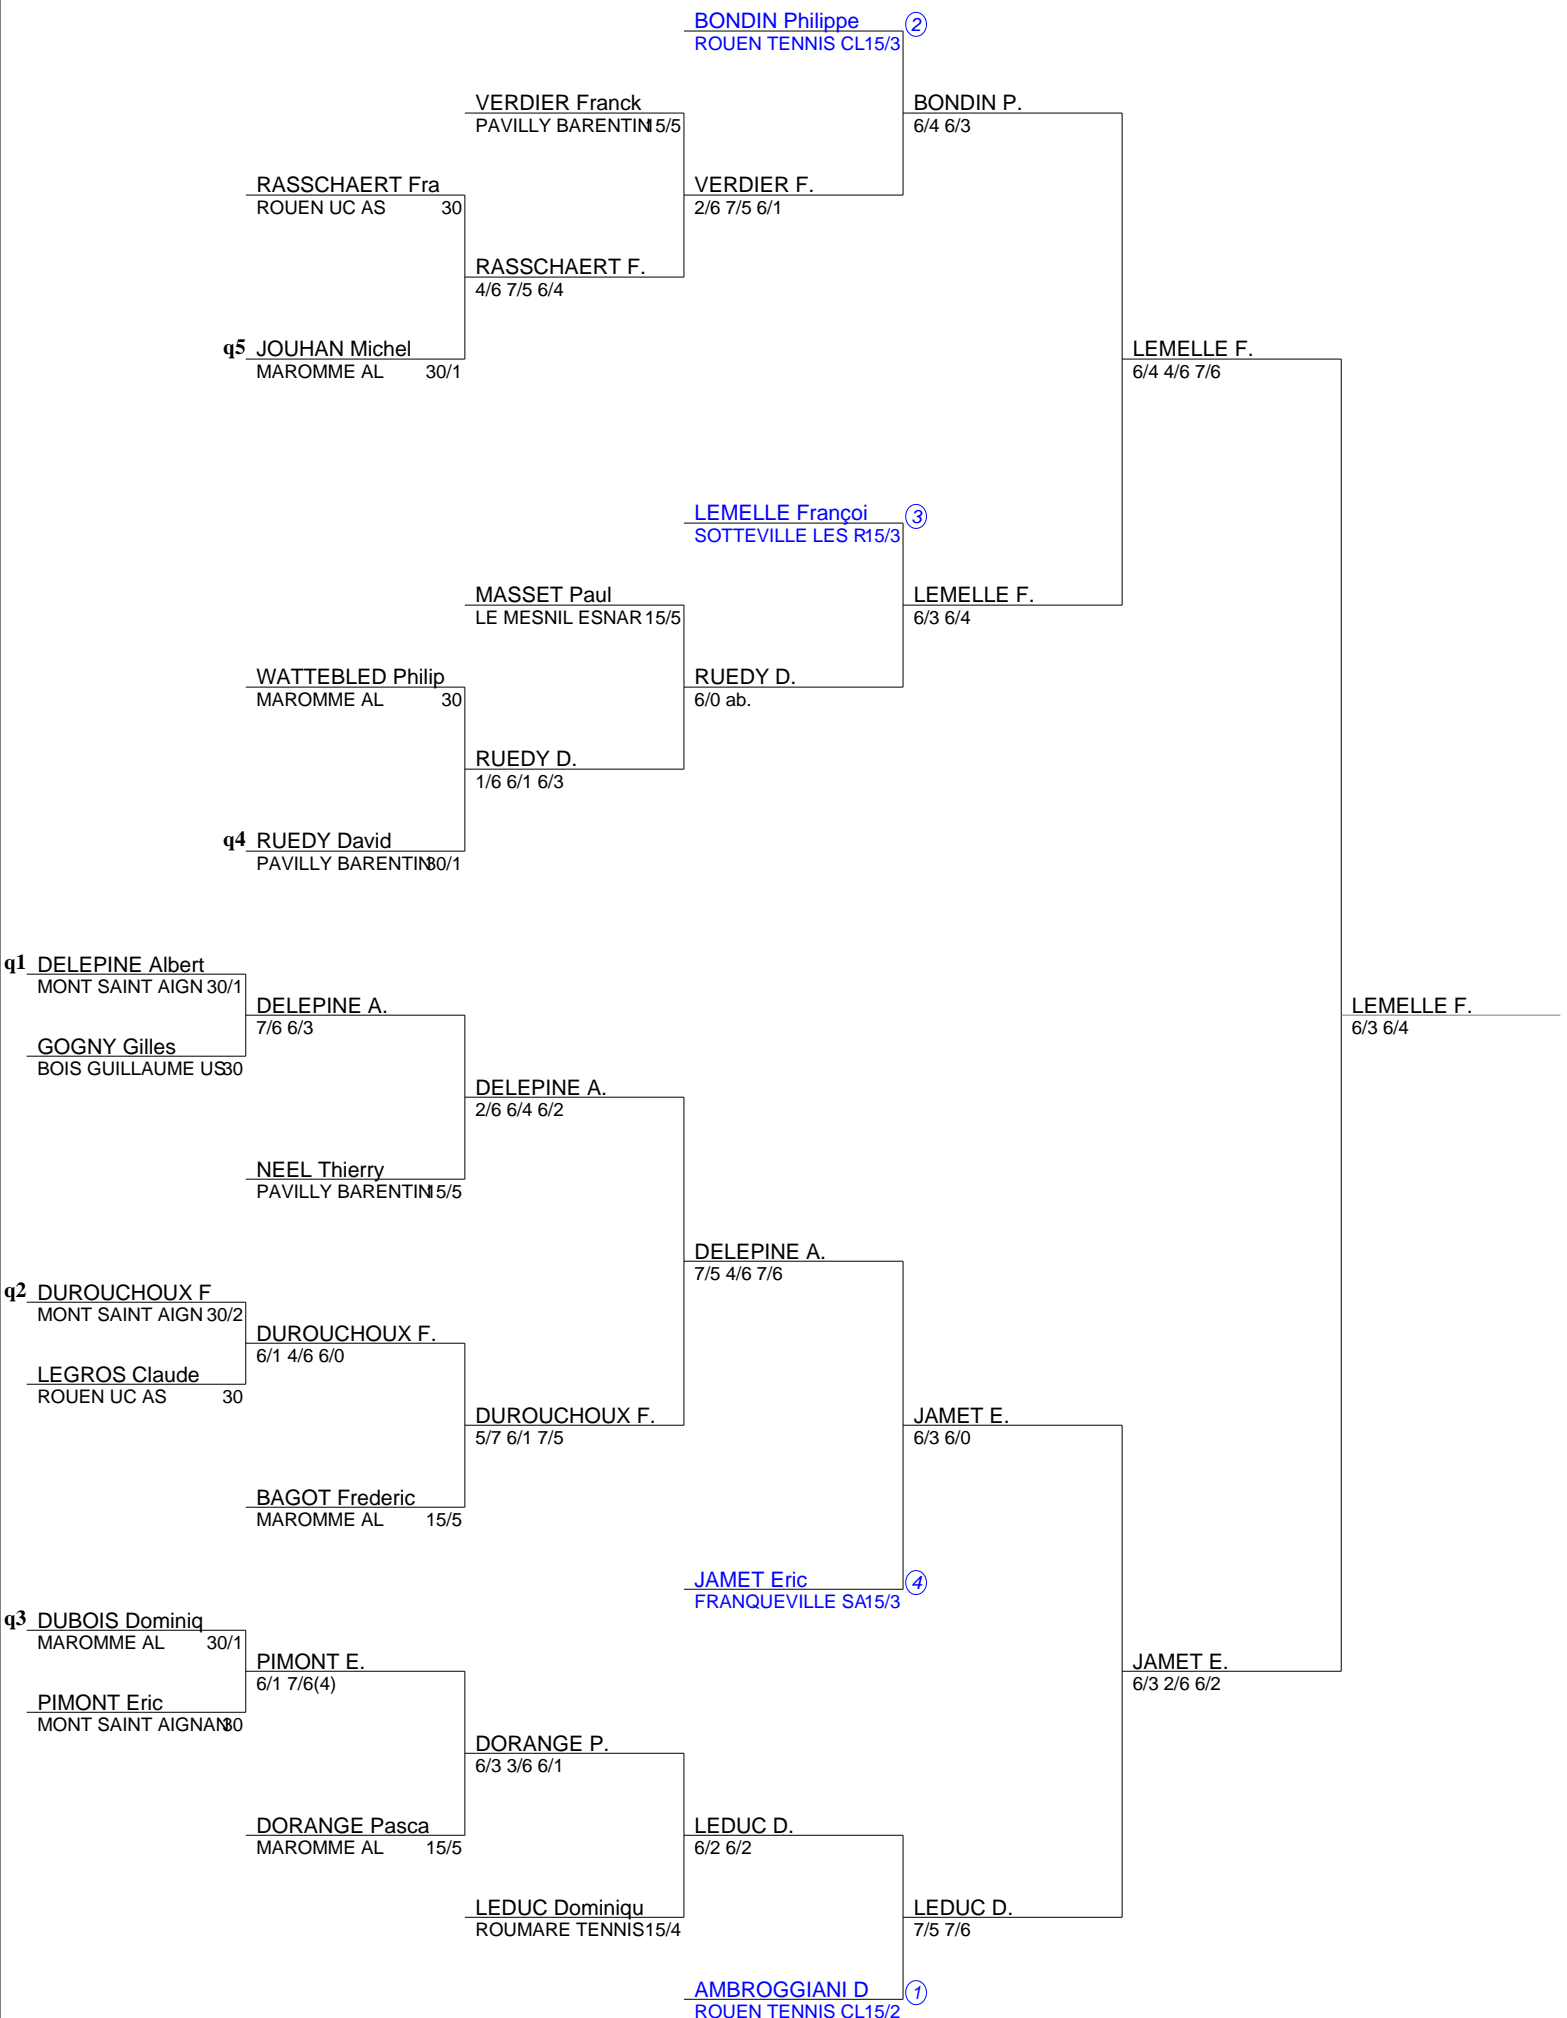 BONDIN Philippe 2
ROUEN TENNIS CL15/3
VERDIER Franck
PAVILLY BARENTIN15/5
BONDIN P.
6/4 6/3
RASSCHAERT Fra
ROUEN UC AS 30
VERDIER F.
2/6 7/5 6/1
RASSCHAERT F.
4/6 7/5 6/4
q5 JOUHAN Michel
MAROMME AL 30/1
LEMELLE F.
6/4 4/6 7/6
LEMELLE Françoi 3
SOTTEVILLE LES R15/3
MASSET Paul
LE MESNIL ESNAR 15/5
LEMELLE F.
6/3 6/4
WATTEBLED Philip
MAROMME AL 30
RUEDY D.
6/0 ab.
RUEDY D.
1/6 6/1 6/3
q4 RUEDY David
PAVILLY BARENTIN30/1
q1 DELEPINE Albert
MONT SAINT AIGN 30/1
DELEPINE A.
7/6 6/3
LEMELLE F.
6/3 6/4
GOGNY Gilles
BOIS GUILLAUME US30
DELEPINE A.
2/6 6/4 6/2
NEEL Thierry
PAVILLY BARENTIN15/5
DELEPINE A.
7/5 4/6 7/6
q2 DUROUCHOUX F
MONT SAINT AIGN 30/2
DUROUCHOUX F.
6/1 4/6 6/0
LEGROS Claude
ROUEN UC AS 30
DUROUCHOUX F.
5/7 6/1 7/5
JAMET E.
6/3 6/0
BAGOT Frederic
MAROMME AL 15/5
JAMET Eric 4
FRANQUEVILLE SA15/3
q3 DUBOIS Dominiq
MAROMME AL 30/1
PIMONT E.
6/1 7/6(4)
JAMET E.
6/3 2/6 6/2
PIMONT Eric
MONT SAINT AIGNAN30
DORANGE P.
6/3 3/6 6/1
DORANGE Pasca
MAROMME AL 15/5
LEDUC D.
6/2 6/2
LEDUC Dominiqu
ROUMARE TENNIS15/4
LEDUC D.
7/5 7/6
AMBROGGIANI D 1
ROUEN TENNIS CL15/2